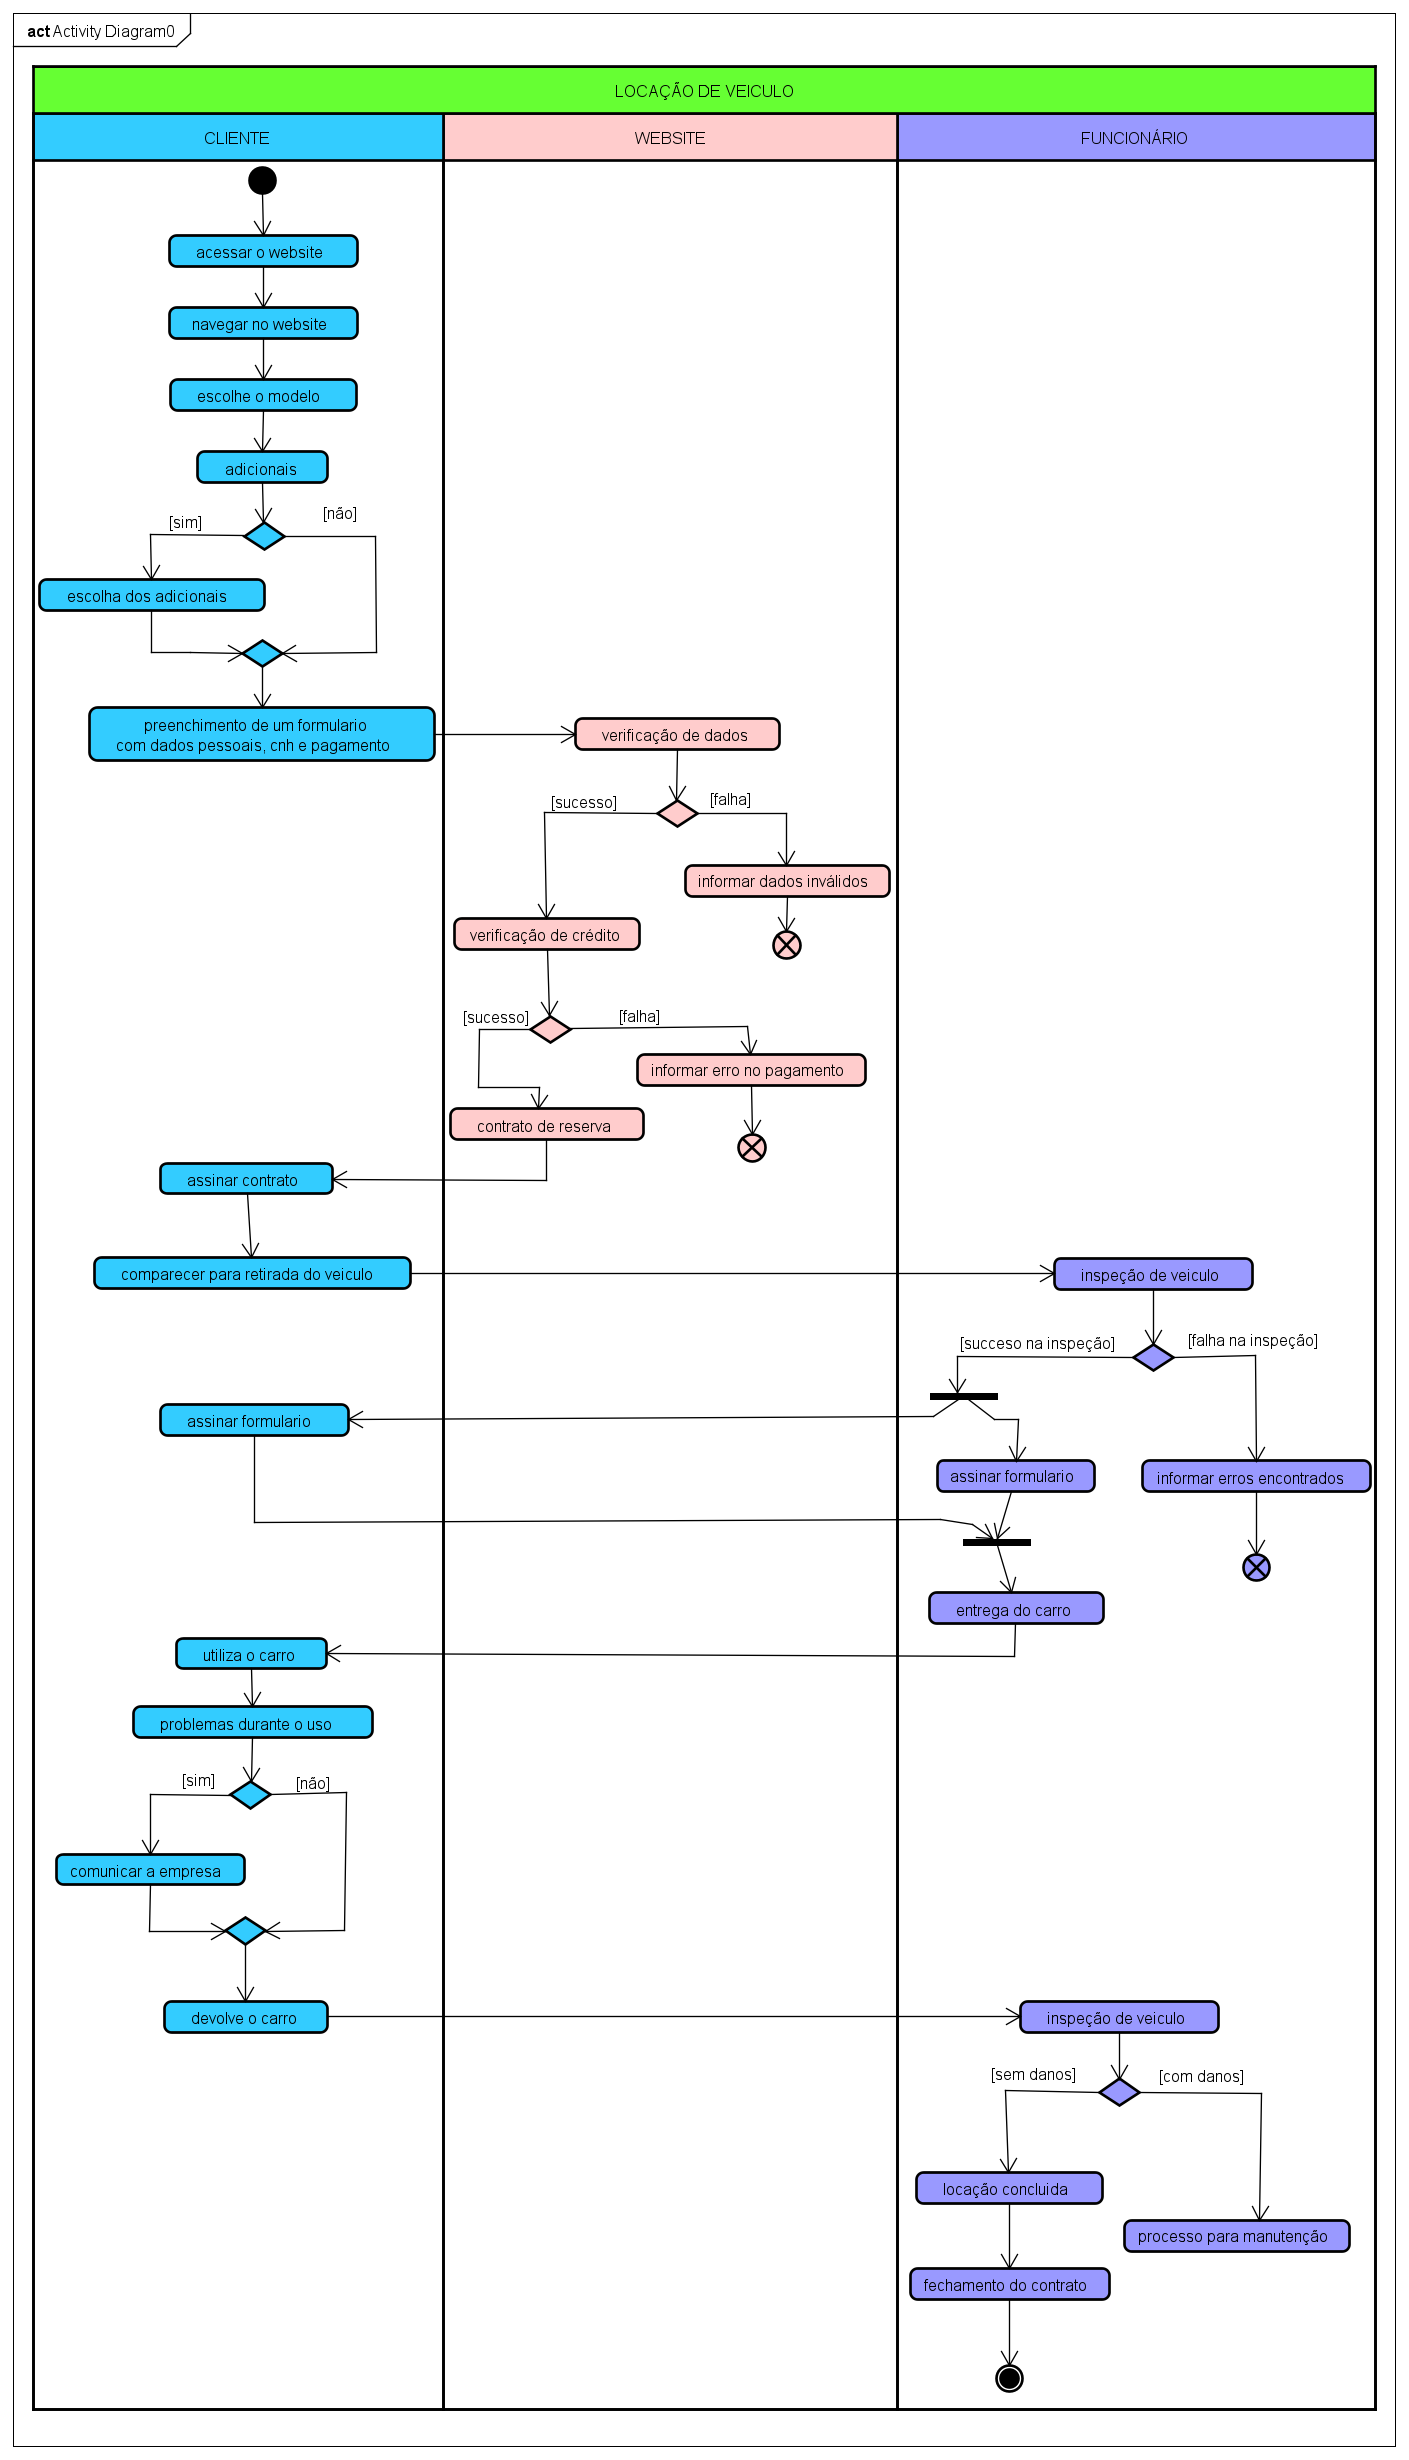 act Activity Diagram0
LOCAÇÃO DE VEICULO
CLIENTE
WEBSITE
FUNCIONÁRIO
acessar o website
navegar no website
escolhe o modelo
adicionais
[sim]
[não]
escolha dos adicionais
preenchimento de um formulario
com dados pessoais, cnh e pagamento
verificação de dados
[sucesso]
[falha]
informar dados inválidos
verificação de crédito
[sucesso]
[falha]
informar erro no pagamento
contrato de reserva
assinar contrato
comparecer para retirada do veiculo
inspeção de veiculo
[succeso na inspeção]
[falha na inspeção]
assinar formulario
assinar formulario
informar erros encontrados
entrega do carro
utiliza o carro
problemas durante o uso
[sim]
[não]
comunicar a empresa
devolve o carro
inspeção de veiculo
[sem danos]
[com danos]
locação concluida
processo para manutenção
fechamento do contrato